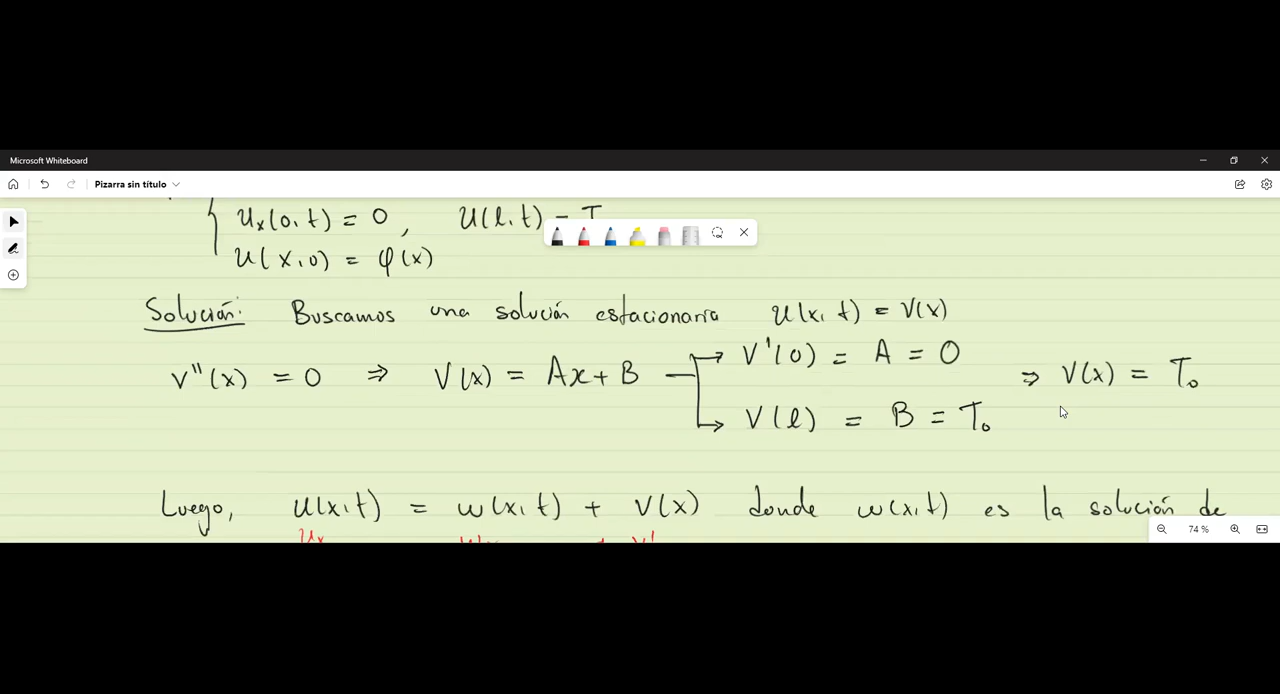 Microsoft Whiteboard
Pizarra sin título
uₓ(0,t) = 0, u(l,t) = T
u(x,0) = φ(x)
Solución: Buscamos una solución estacionaria u(x,t) = v(x)
v''(x) = 0 ⇒ v(x) = Ax + B → v'(0) = A = 0
→ v(l) = B = T₀
⇒ v(x) = T₀
Luego, u(x,t) = w(x,t) + v(x) donde w(x,t) es la solución de
74 %